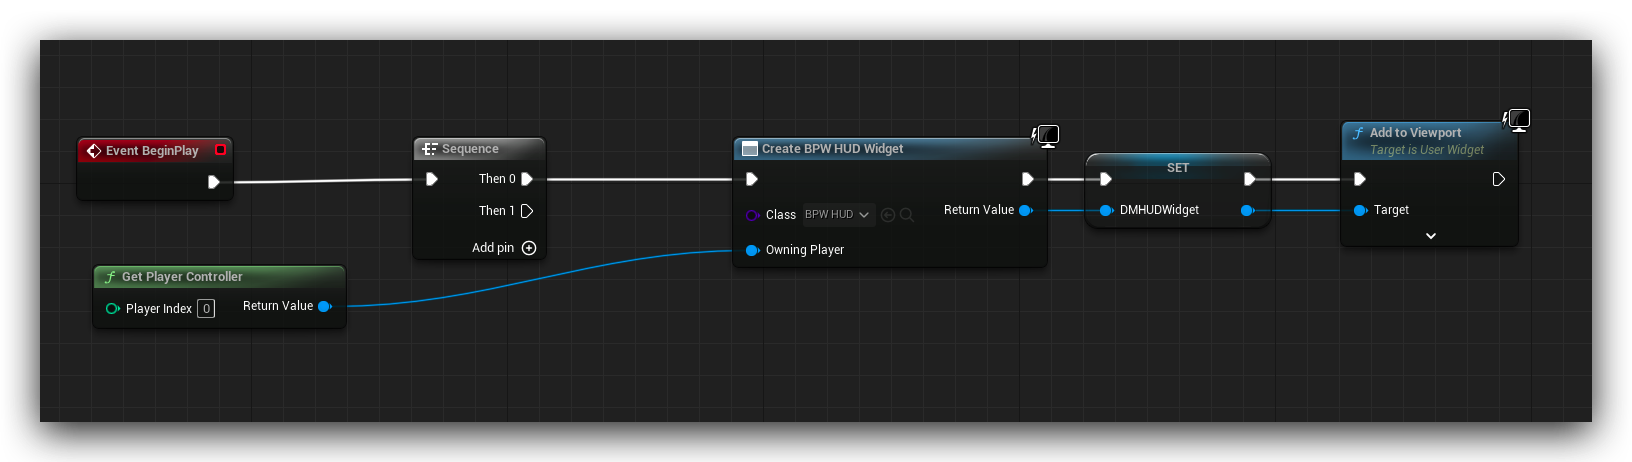 Event BeginPlay
Sequence
Then 0
Then 1
Add pin
Get Player Controller
Player Index 0
Return Value
Create BPW HUD Widget
Class BPW HUD
Return Value
Owning Player
SET
DMHUDWidget
f Add to Viewport
Target is User Widget
Target